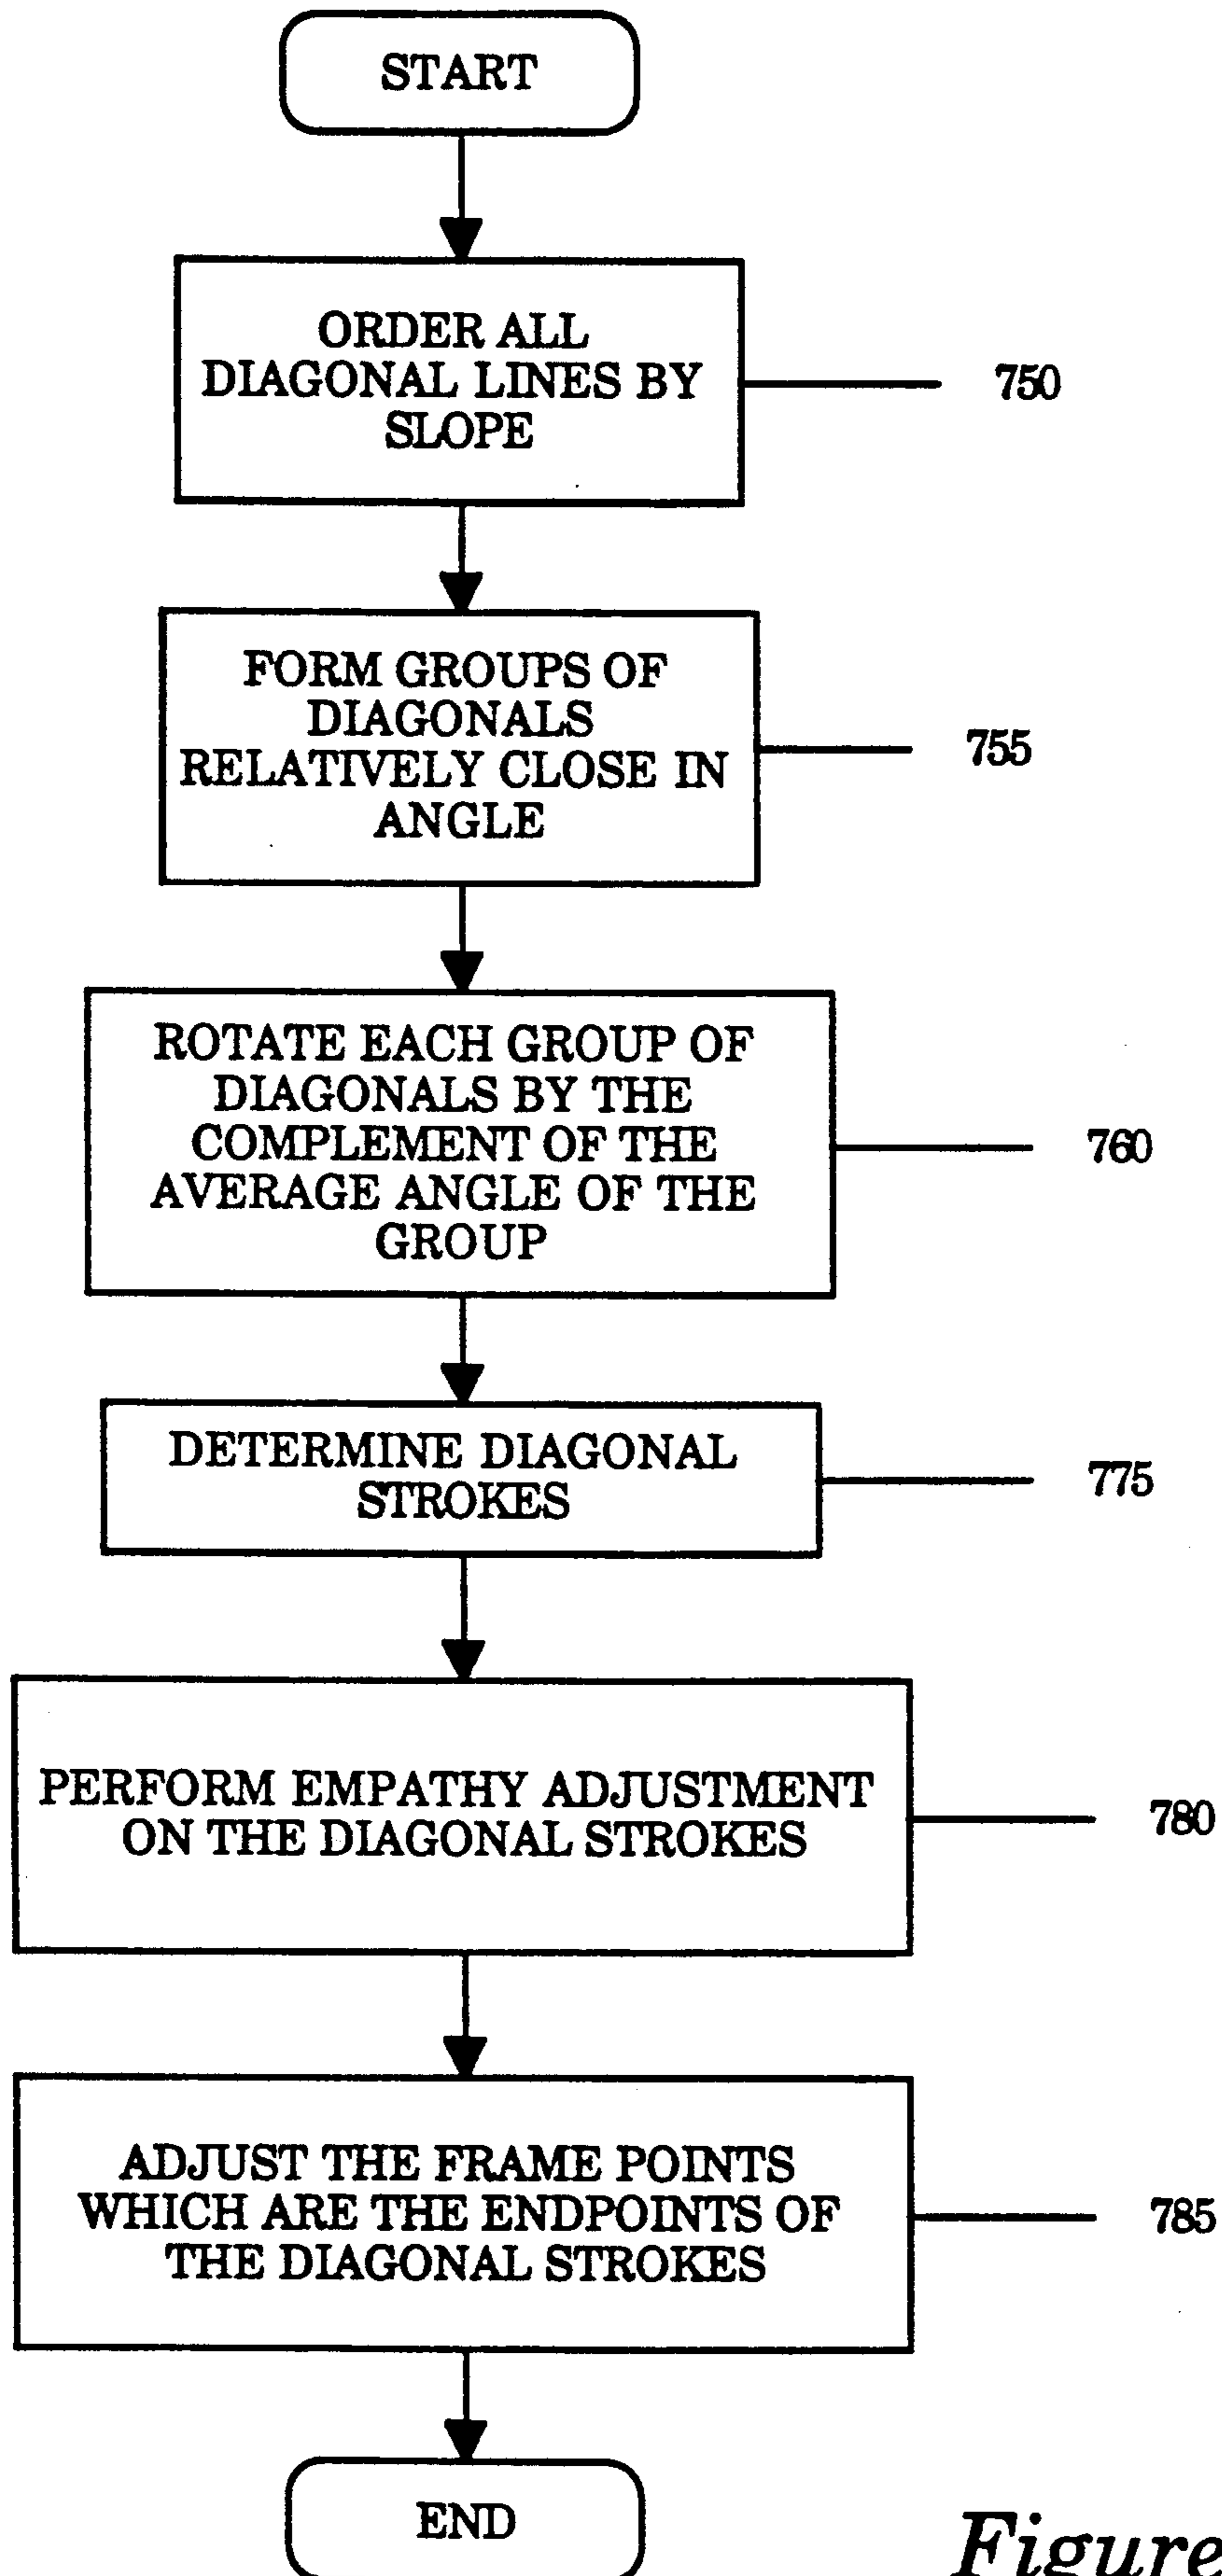 START
ORDER ALL
DIAGONAL LINES BY
SLOPE
750
FORM GROUPS OF
DIAGONALS
RELATIVELY CLOSE IN
ANGLE
755
ROTATE EACH GROUP OF
DIAGONALS BY THE
COMPLEMENT OF THE
AVERAGE ANGLE OF THE
GROUP
760
DETERMINE DIAGONAL
STROKES
775
PERFORM EMPATHY ADJUSTMENT
ON THE DIAGONAL STROKES
780
ADJUST THE FRAME POINTS
WHICH ARE THE ENDPOINTS OF
THE DIAGONAL STROKES
785
END
Figure